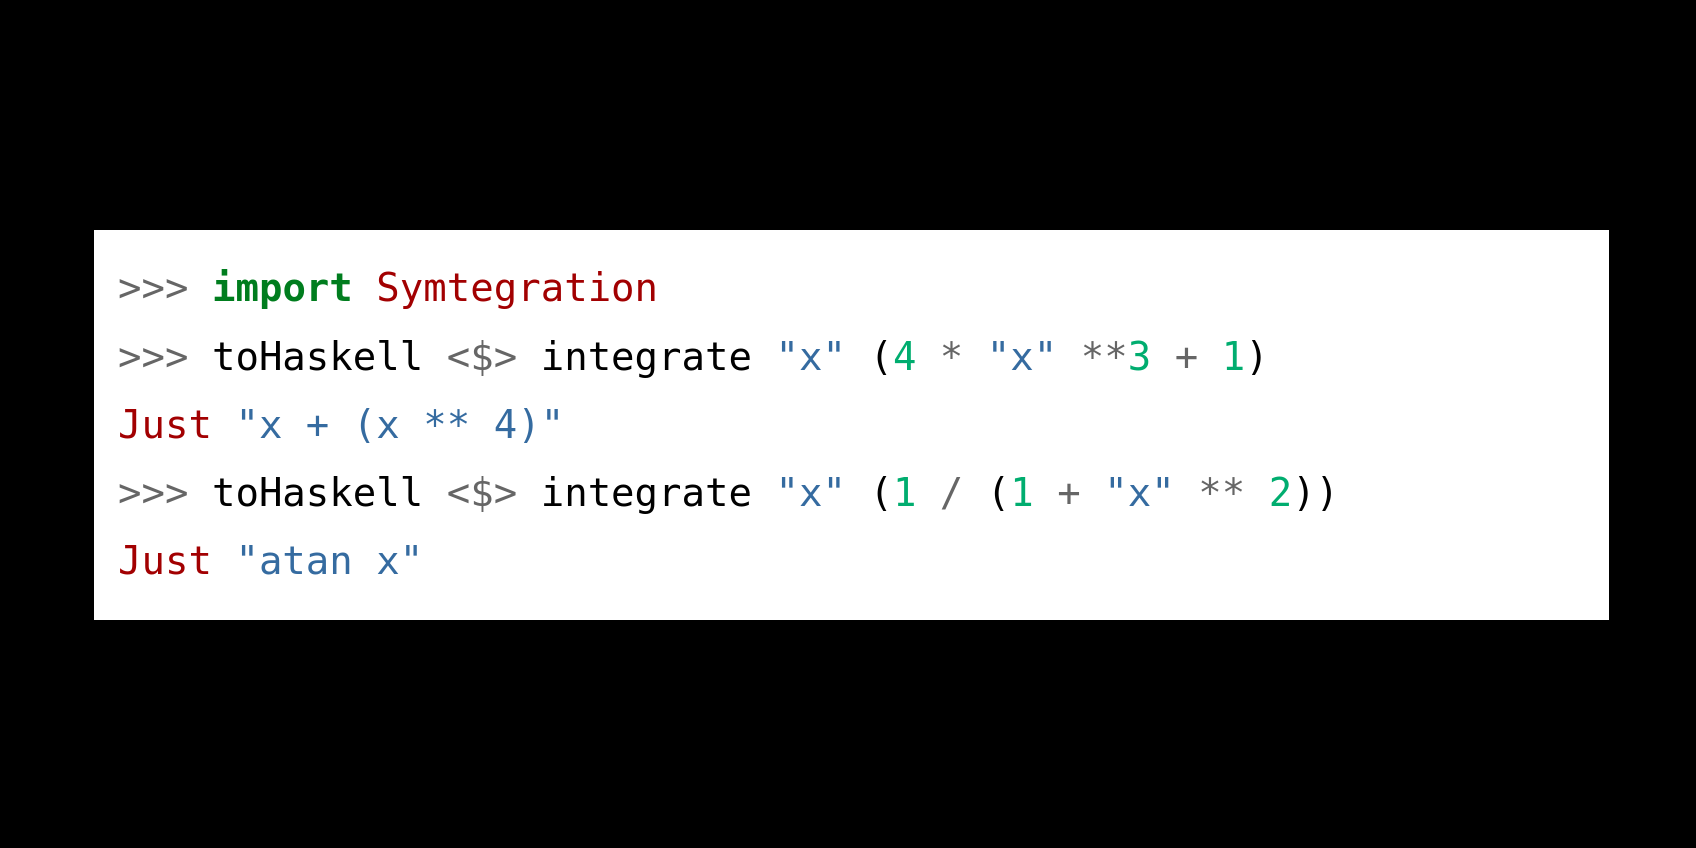 >>> import Symtegration
>>> toHaskell <$> integrate "x" (4 * "x" **3 + 1)
Just "x + (x ** 4)"
>>> toHaskell <$> integrate "x" (1 / (1 + "x" ** 2))
Just "atan x"